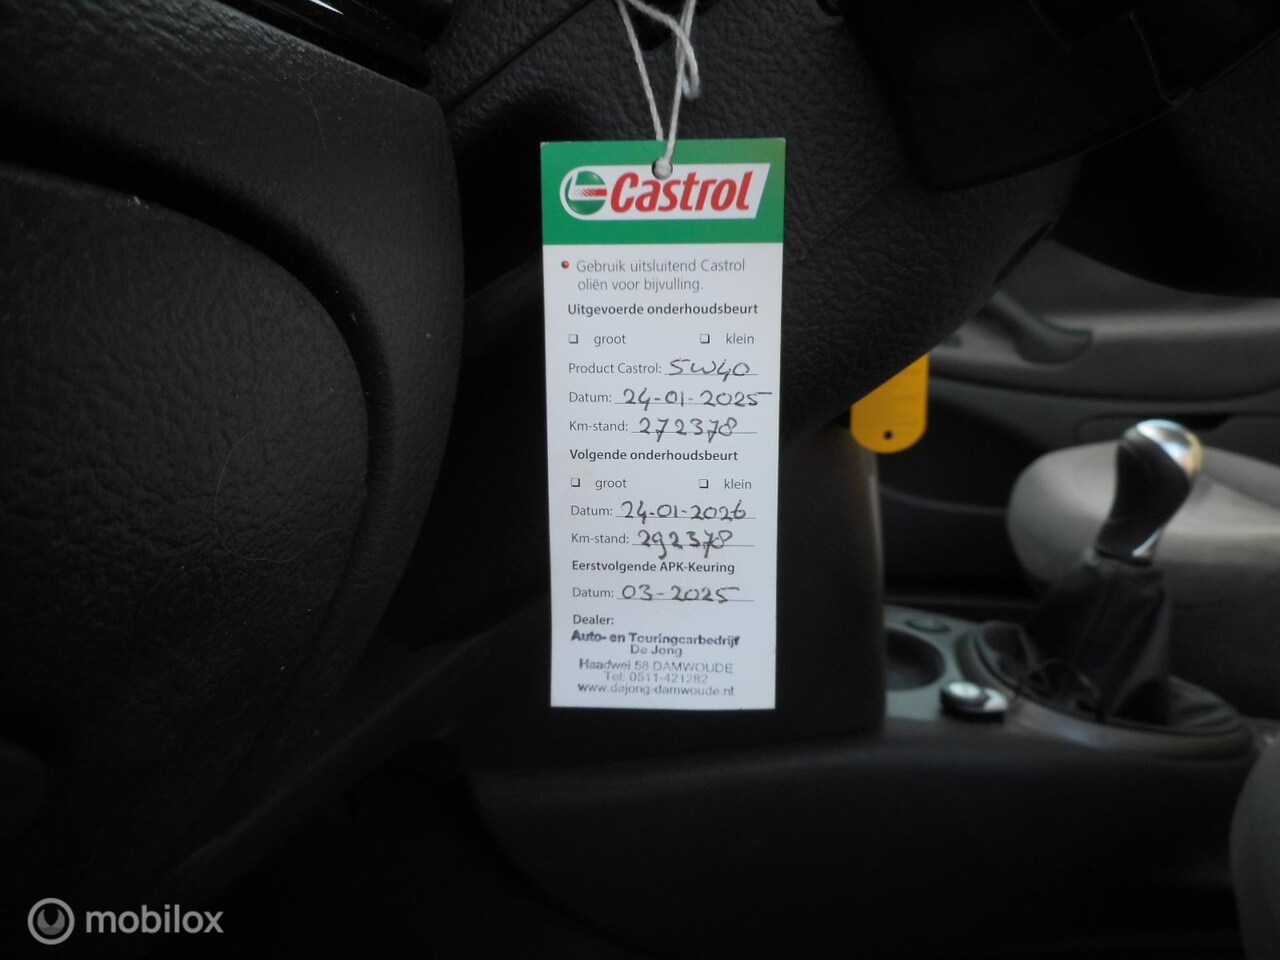 Castrol
Gebruik uitsluitend Castrol
oliën voor bijvulling.
Uitgevoerde onderhoudsbeurt
groot klein
Product Castrol: 5W40
Datum: 24-01-2025
Km-stand: 272378
Volgende onderhoudsbeurt
groot klein
Datum: 24-01-2026
Km-stand: 292378
Eerstvolgende APK-Keuring
Datum: 03-2025
Dealer:
Auto- en Touringcarbedrijf
De Jong
Haadwei 58 DAMWOUDE
Tel: 0511-421282
www.dejong-damwoude.nl
mobilox